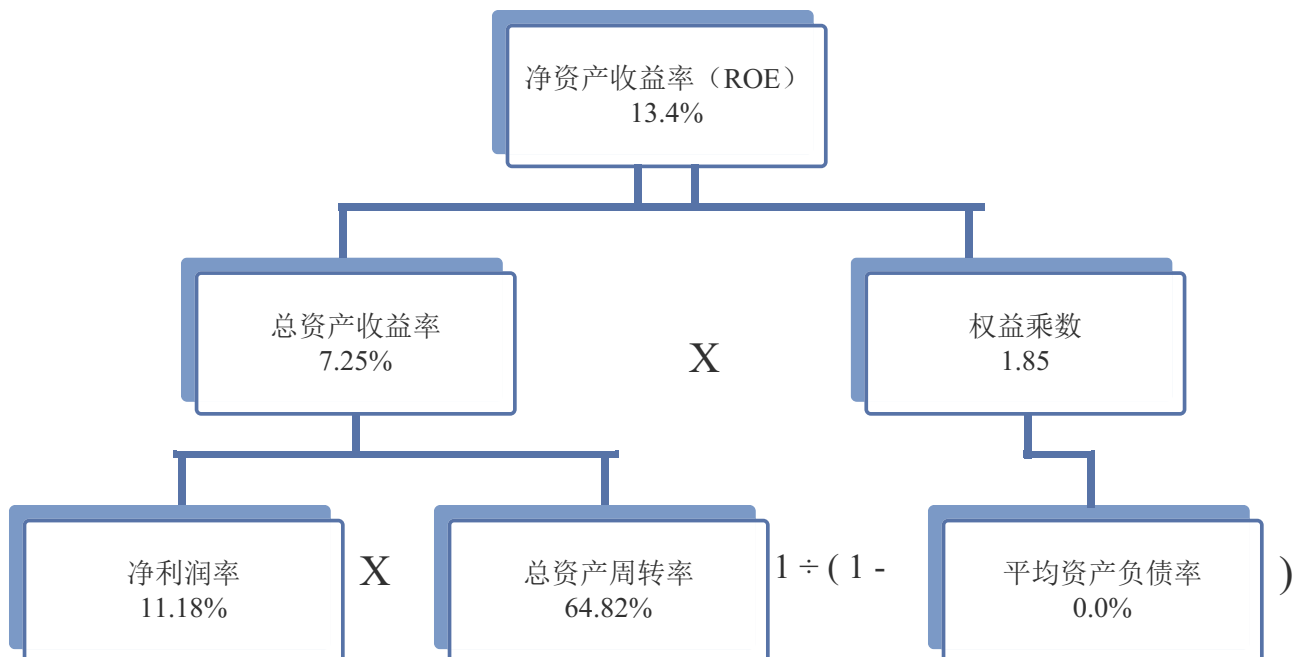 净资产收益率（ROE）
13.4%
总资产收益率
7.25%
X
权益乘数
1.85
净利润率
11.18%
X
总资产周转率
64.82%
1 ÷ ( 1 -
平均资产负债率
0.0%
)